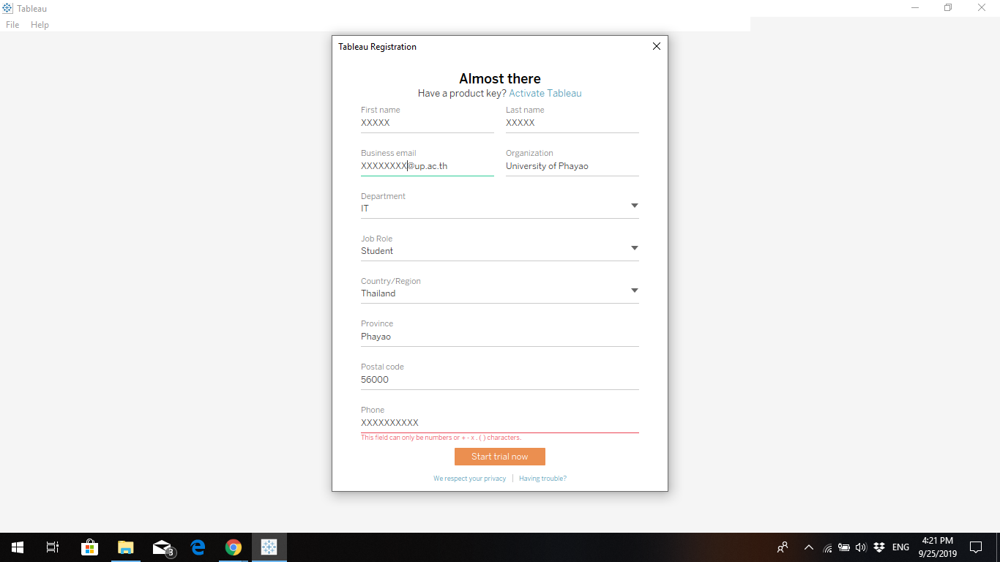 Tableau
File Help
Tableau Registration
Almost there
Have a product key? Activate Tableau
First name Last name
XXXXX XXXXX
Business email Organization
XXXXXXXX@up.ac.th University of Phayao
Department
IT
Job Role
Student
Country/Region
Thailand
Province
Phayao
Postal code
56000
Phone
XXXXXXXXXX
This field can only be numbers or + - x . ( ) characters.
Start trial now
We respect your privacy | Having trouble?
3
ENG
4:21 PM
9/25/2019